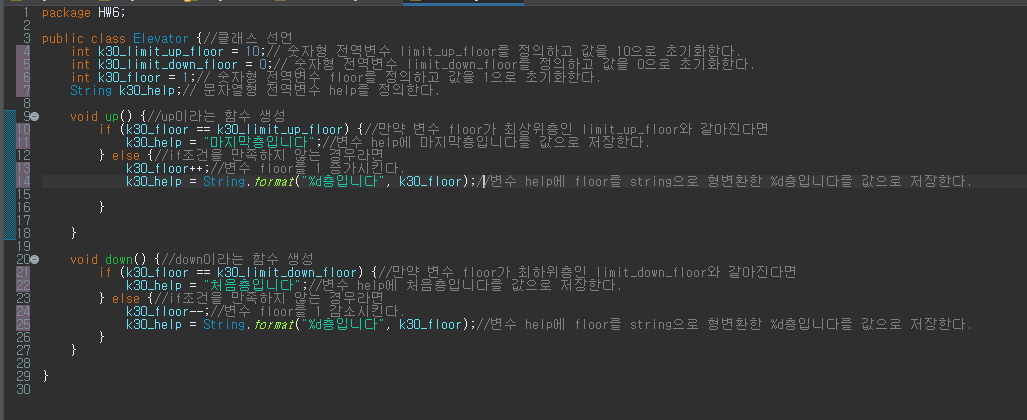 1 package HW6;
2
3 public class Elevator {//클래스 선언
4 int k30_limit_up_floor = 10;// 숫자형 전역변수 limit_up_floor를 정의하고 값을 10으로 초기화한다.
5 int k30_limit_down_floor = 0;// 숫자형 전역변수 limit_down_floor를 정의하고 값을 0으로 초기화한다.
6 int k30_floor = 1;// 숫자형 전역변수 floor를 정의하고 값을 1으로 초기화한다.
7 String k30_help;// 문자열형 전역변수 help를 정의한다.
8
9 void up() {//up이라는 함수 생성
10 if (k30_floor == k30_limit_up_floor) {//만약 변수 floor가 최상위층인 limit_up_floor와 같아진다면
11 k30_help = "마지막층입니다";//변수 help에 마지막층입니다를 값으로 저장한다.
12 } else {//if조건을 만족하지 않는 경우라면
13 k30_floor++;//변수 floor를 1 증가시킨다.
14 k30_help = String.format("%d층입니다", k30_floor);//변수 help에 floor를 string으로 형변환한 %d층입니다를 값으로 저장한다.
15
16 }
17
18 }
19
20 void down() {//down이라는 함수 생성
21 if (k30_floor == k30_limit_down_floor) {//만약 변수 floor가 최하위층인 limit_down_floor와 같아진다면
22 k30_help = "처음층입니다";//변수 help에 처음층입니다를 값으로 저장한다.
23 } else {//if조건을 만족하지 않는 경우라면
24 k30_floor--;//변수 floor를 1 감소시킨다.
25 k30_help = String.format("%d층입니다", k30_floor);//변수 help에 floor를 string으로 형변환한 %d층입니다를 값으로 저장한다.
26 }
27 }
28
29 }
30